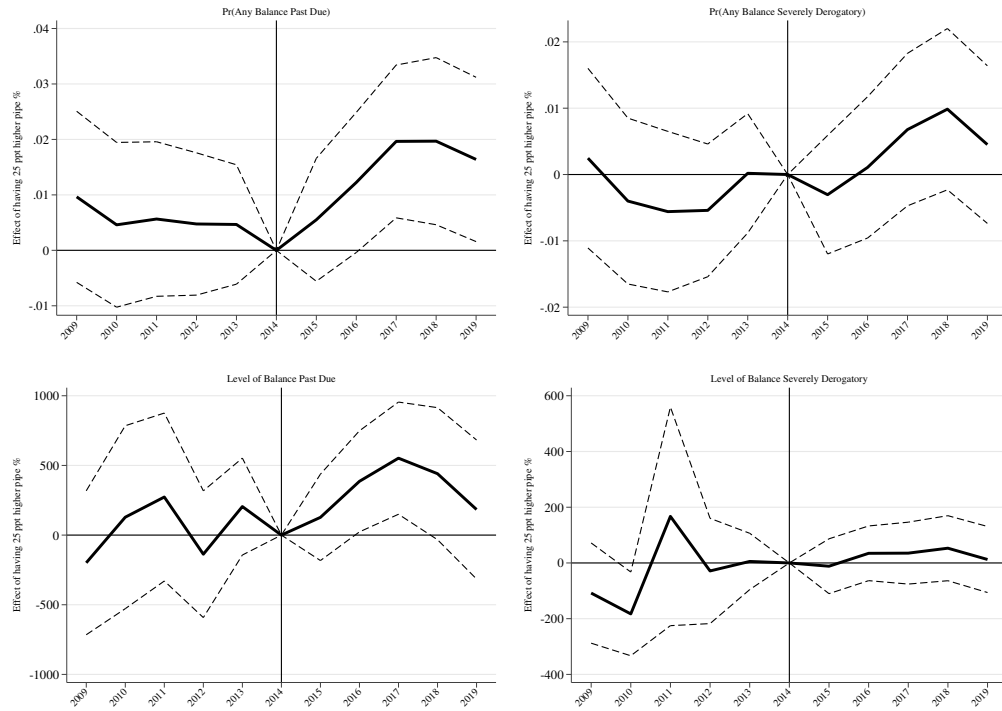 Pr(Any Balance Past Due)
Effect of having 25 ppt higher pipe %
.04
.03
.02
.01
0
-.01
2009 2010 2011 2012 2013 2014 2015 2016 2017 2018 2019
Pr(Any Balance Severely Derogatory)
Effect of having 25 ppt higher pipe %
.02
.01
0
-.01
-.02
2009 2010 2011 2012 2013 2014 2015 2016 2017 2018 2019
Level of Balance Past Due
Effect of having 25 ppt higher pipe %
1000
500
0
-500
-1000
2009 2010 2011 2012 2013 2014 2015 2016 2017 2018 2019
Level of Balance Severely Derogatory
Effect of having 25 ppt higher pipe %
600
400
200
0
-200
-400
2009 2010 2011 2012 2013 2014 2015 2016 2017 2018 2019